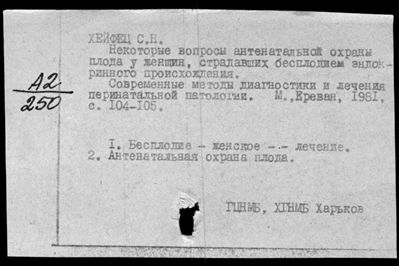 ХЕЙФЕЦ С.Н.
Некоторые вопросы антенатальной охраны
плода у женщин, страдавших бесплодием эндок-
ринного происхождения.
Современные методы диагностики и лечения
перинатальной патологии. М.,Ереван, 1981,
с. 104-105.
А2
250
1. Бесплодие - женское -- лечение.
2. Антенатальная охрана плода.
ГЦНМБ, ХГНМБ Харьков